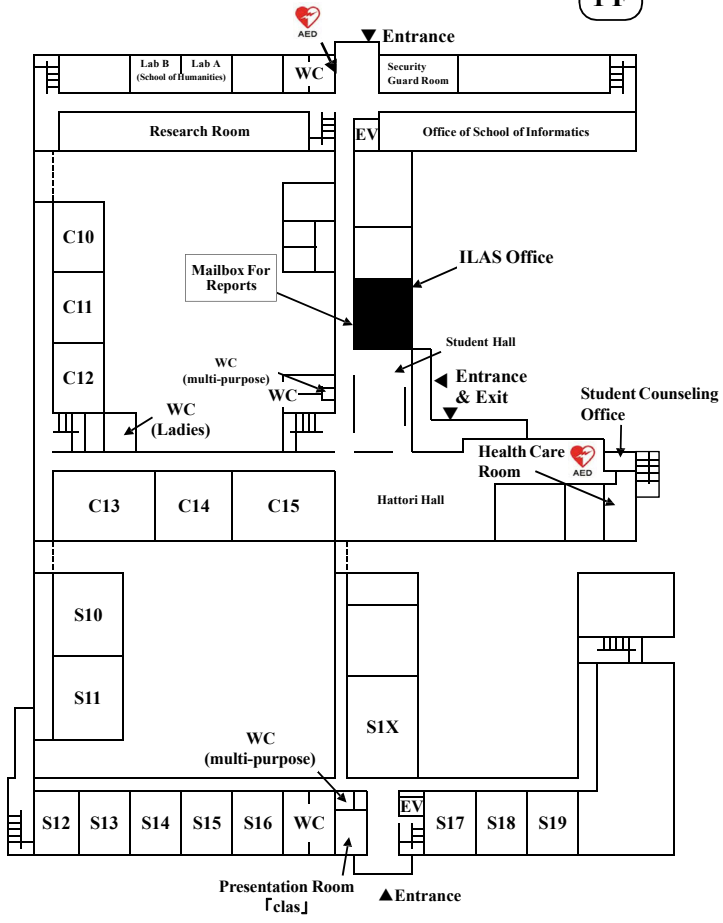 1 F
AED
Entrance
Lab B
Lab A
(School of Humanities)
WC
Security
Guard Room
Research Room
EV
Office of School of Informatics
C10
ILAS Office
Mailbox For
Reports
C11
Student Hall
WC
(multi-purpose)
C12
Entrance
& Exit
WC
Student Counseling
Office
WC
(Ladies)
Health Care
Room
AED
C13
C14
C15
Hattori Hall
S10
S11
S1X
WC
(multi-purpose)
EV
S12
S13
S14
S15
S16
WC
S17
S18
S19
Presentation Room
「clas」
Entrance